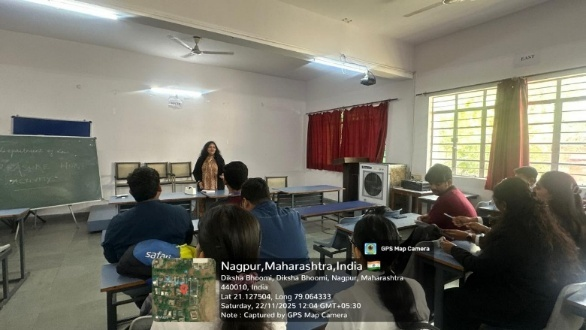 EAST
safari
GPS Map Camera
Nagpur,Maharashtra,India
Diksha Bhoomi, Diksha Bhoomi, Nagpur, Maharashtra
440010, India
Lat 21.127504, Long 79.064333
Saturday, 22/11/2025 12:04 GMT+05:30
Note : Captured by GPS Map Camera